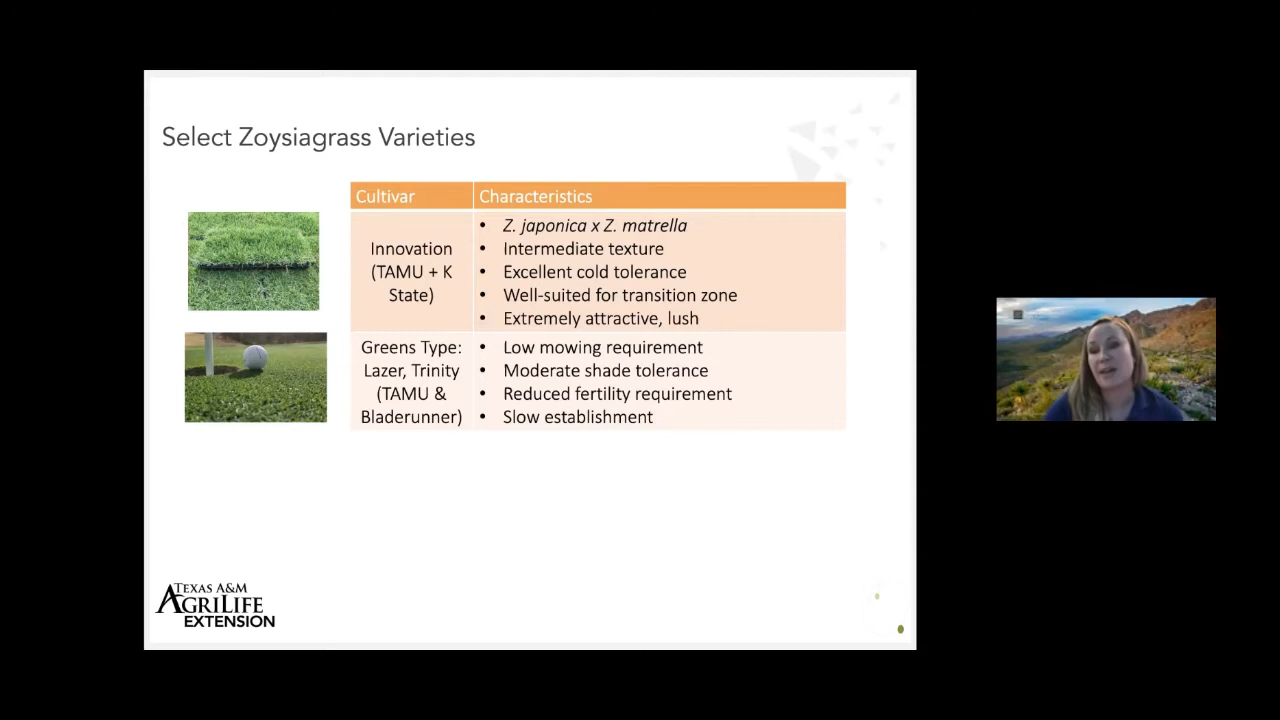 Select Zoysiagrass Varieties
Cultivar
Characteristics
Innovation
(TAMU + K
State)
• Z. japonica x Z. matrella
• Intermediate texture
• Excellent cold tolerance
• Well-suited for transition zone
• Extremely attractive, lush
Greens Type:
Lazer, Trinity
(TAMU &
Bladerunner)
• Low mowing requirement
• Moderate shade tolerance
• Reduced fertility requirement
• Slow establishment
TEXAS A&M
AGRILIFE
EXTENSION